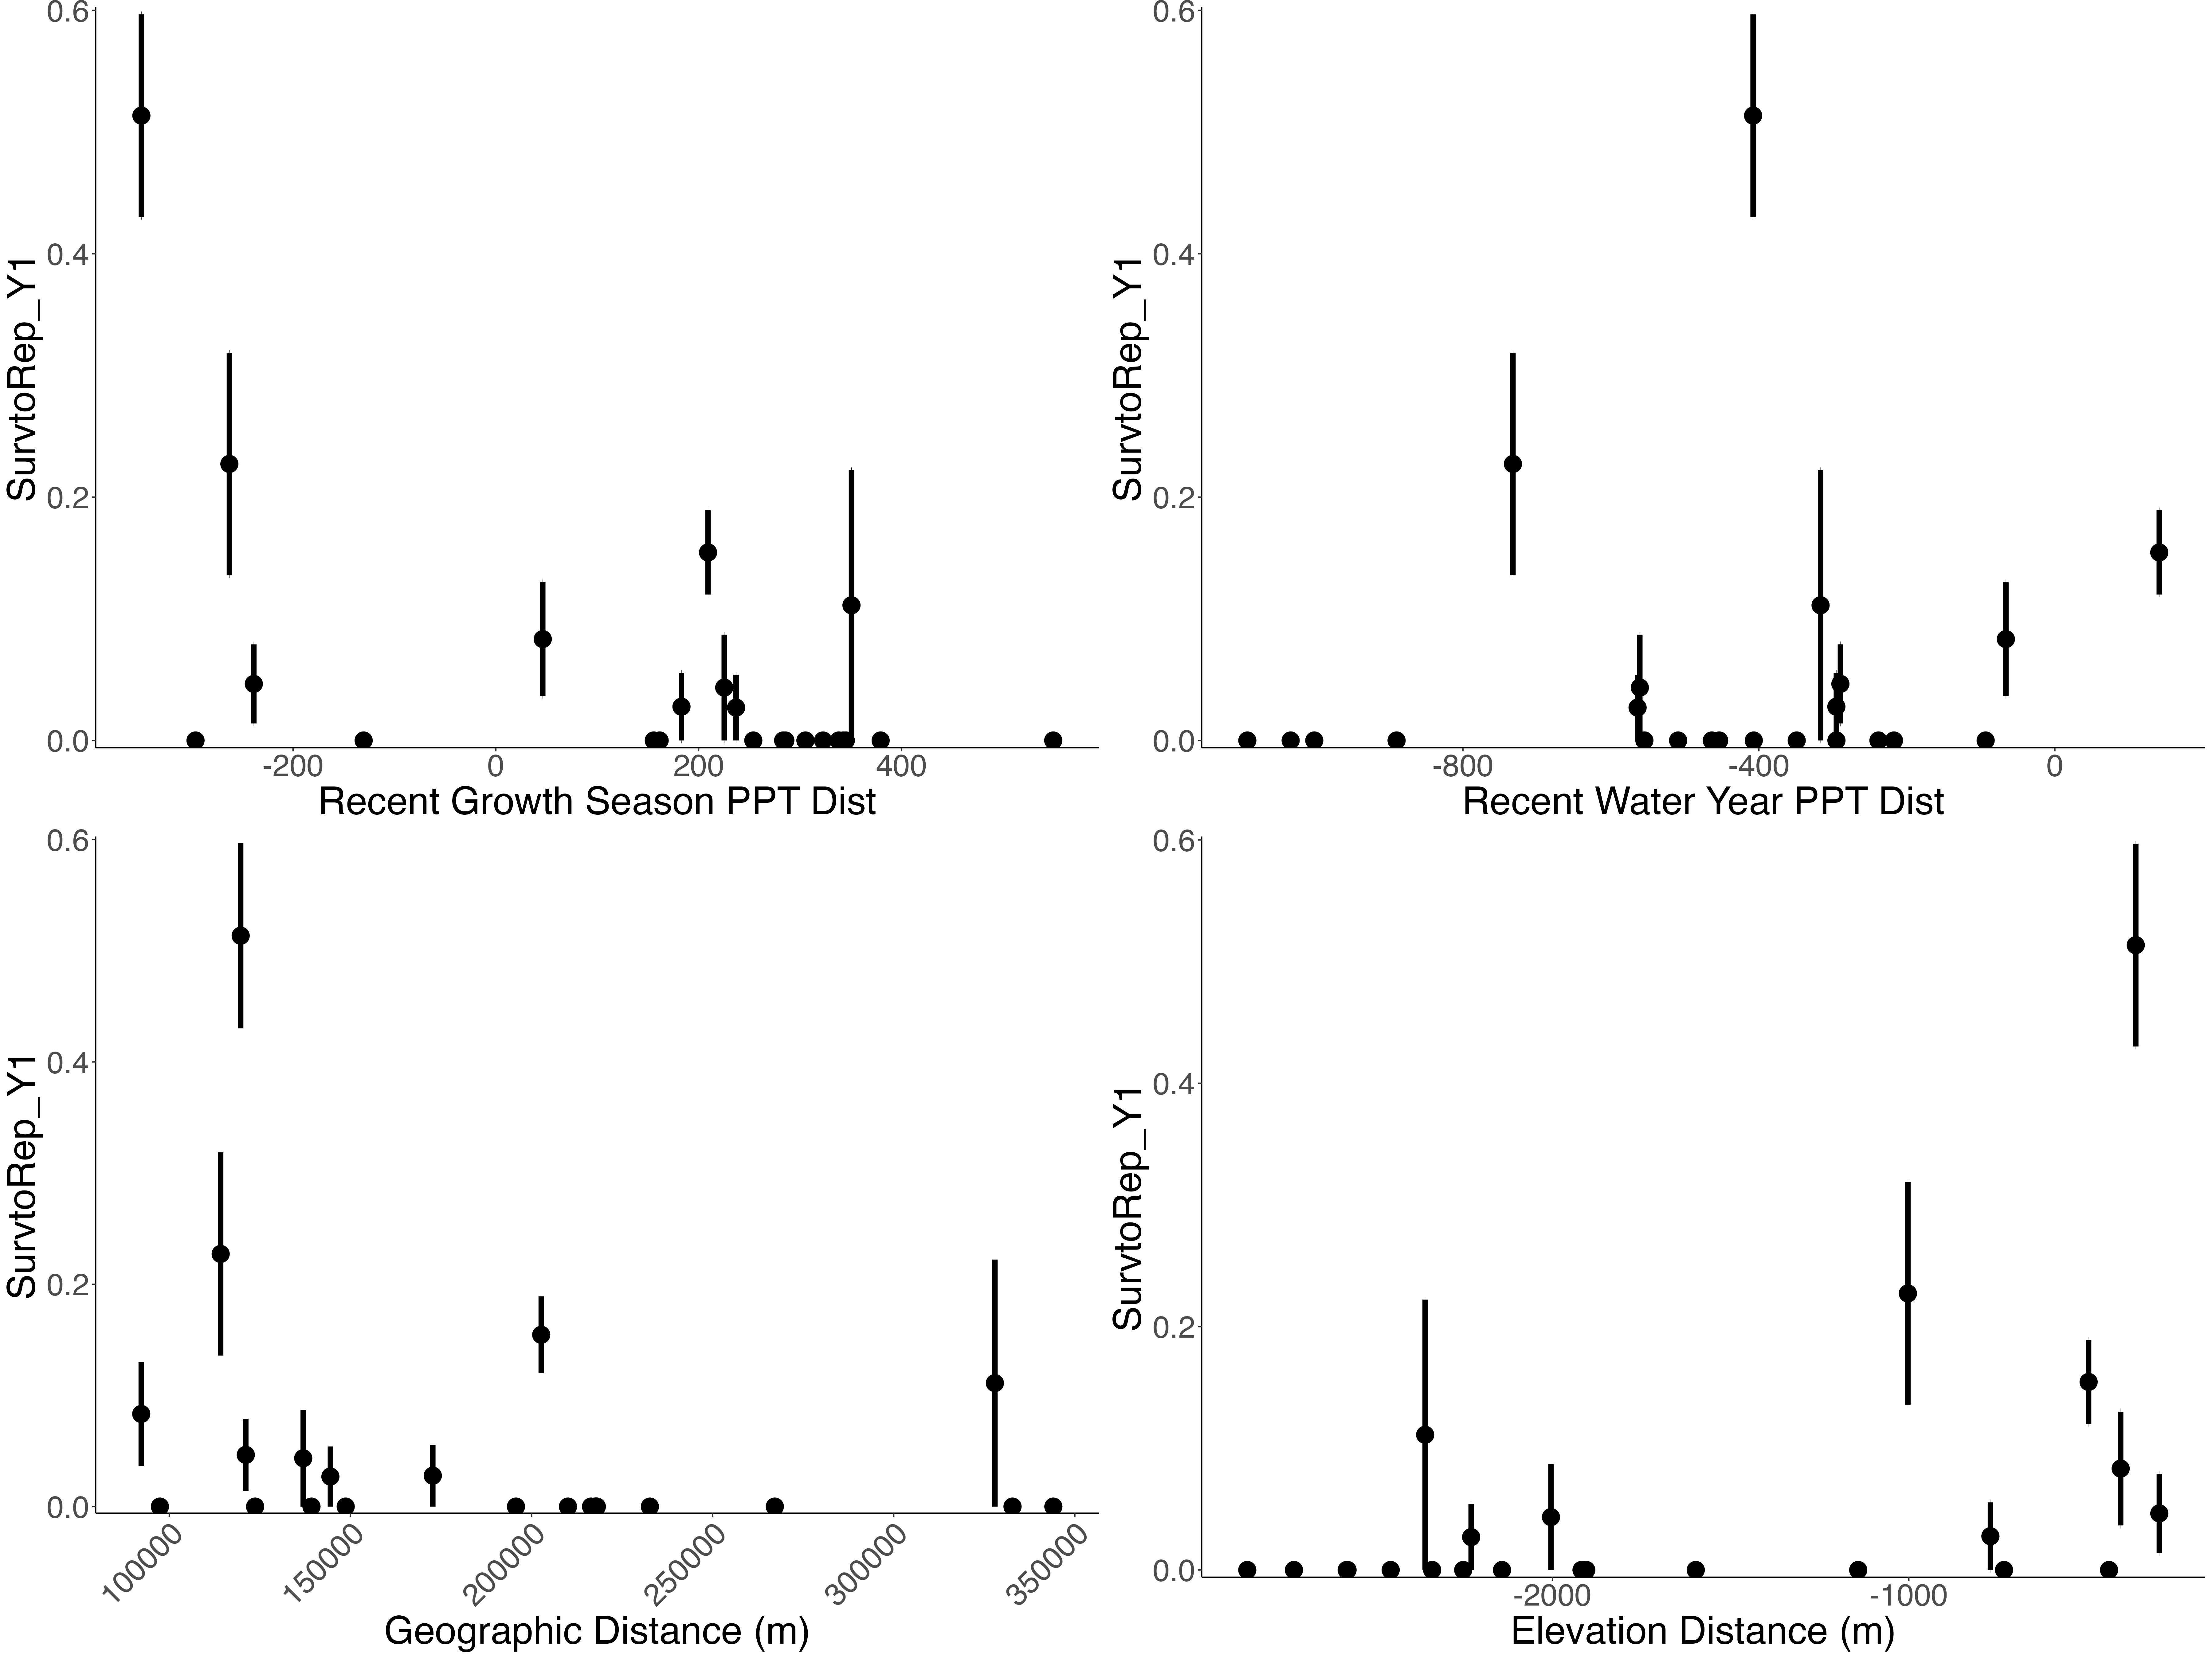 0.6
0.4
0.2
0.0
SurvtoRep_Y1
-200 0 200 400
Recent Growth Season PPT Dist
0.6
0.4
0.2
0.0
SurvtoRep_Y1
-800 -400 0
Recent Water Year PPT Dist
0.6
0.4
0.2
0.0
SurvtoRep_Y1
100000 150000 200000 250000 300000 350000
Geographic Distance (m)
0.6
0.4
0.2
0.0
SurvtoRep_Y1
-2000 -1000
Elevation Distance (m)